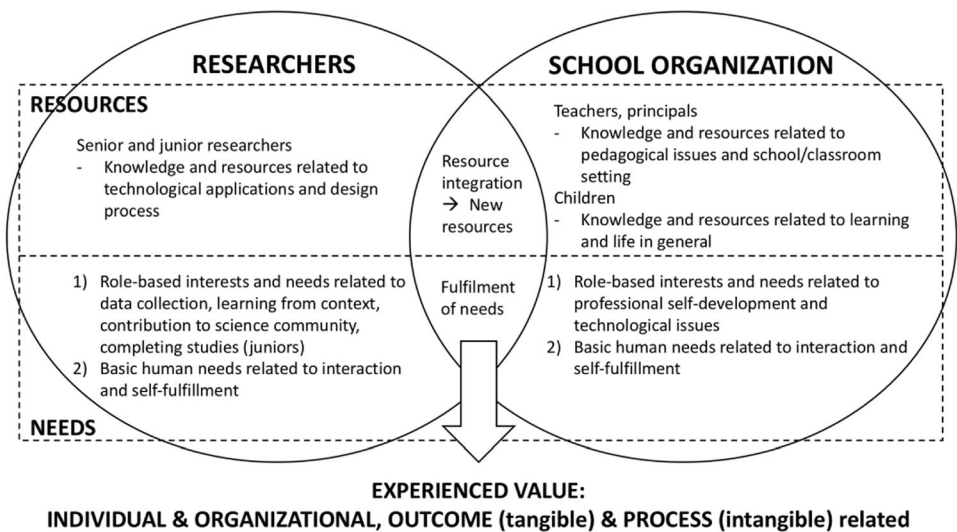 RESEARCHERS
SCHOOL ORGANIZATION
RESOURCES
Senior and junior researchers
- Knowledge and resources related to
technological applications and design
process
Resource
integration
→ New
resources
Teachers, principals
- Knowledge and resources related to
pedagogical issues and school/classroom
setting
Children
- Knowledge and resources related to learning
and life in general
1) Role-based interests and needs related to
data collection, learning from context,
contribution to science community,
completing studies (juniors)
2) Basic human needs related to interaction
and self-fulfillment
Fulfilment
of needs
1) Role-based interests and needs related to
professional self-development and
technological issues
2) Basic human needs related to interaction and
self-fulfillment
NEEDS
EXPERIENCED VALUE:
INDIVIDUAL & ORGANIZATIONAL, OUTCOME (tangible) & PROCESS (intangible) related